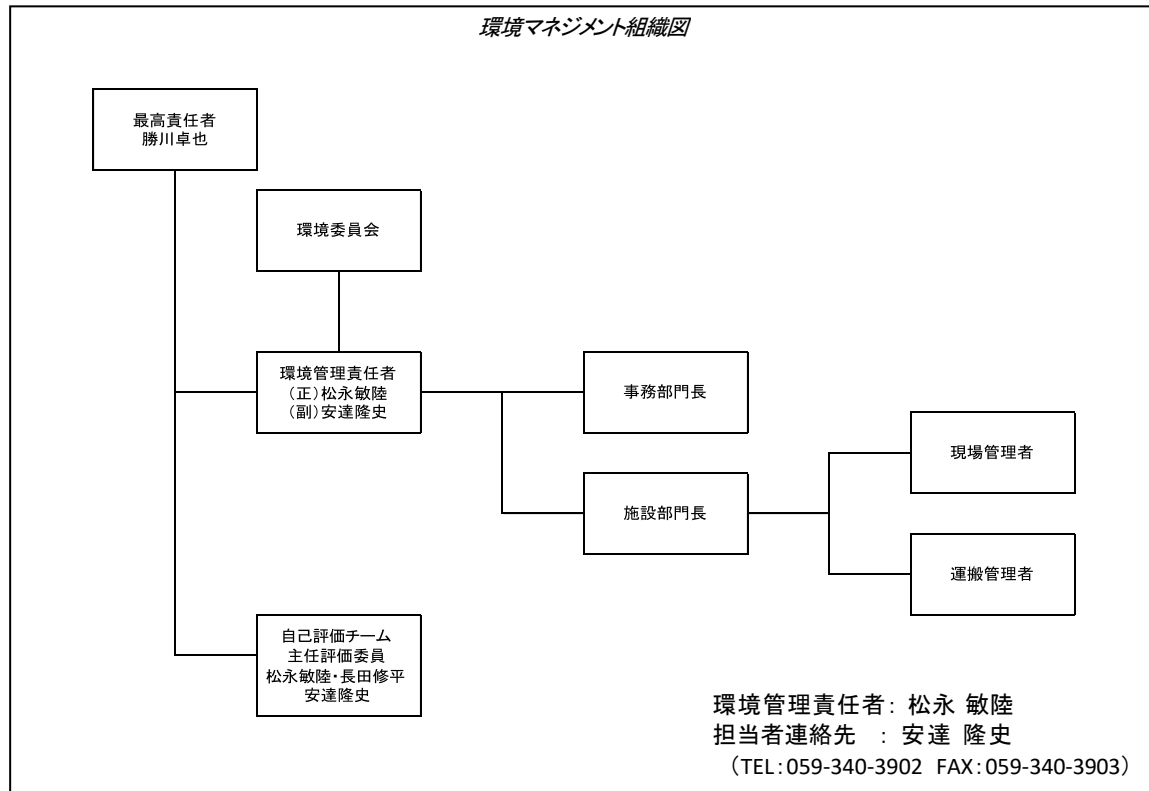 環境マネジメント組織図
最高責任者
勝川卓也
環境委員会
環境管理責任者
(正)松永敏陸
(副)安達隆史
事務部門長
施設部門長
現場管理者
運搬管理者
自己評価チーム
主任評価委員
松永敏陸・長田修平
安達隆史
環境管理責任者: 松永 敏陸
担当者連絡先 : 安達 隆史
(TEL:059-340-3902 FAX:059-340-3903)